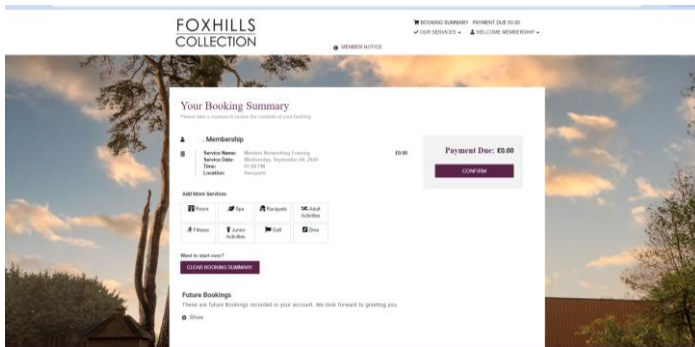 FOXHILLS
COLLECTION
BOOKING SUMMARY PAYMENT DUE £0.00
OUR SERVICES WELCOME MEMBERSHIP
MEMBER NOTICE
Your Booking Summary
Please take a moment to review the contents of your booking
. Membership
Service Name: Member Networking Evening £0.00
Service Date: Wednesday, September
Time: 07:00 PM
Location: Racquets
Payment Due: £0.00
CONFIRM
Add More Services
Room Spa Racquets Adult Activities
Fitness Junior Activities Golf Dine
Want to start over?
CLEAR BOOKING SUMMARY
Future Bookings
These are future Bookings recorded in your account. We look forward to greeting you.
Show